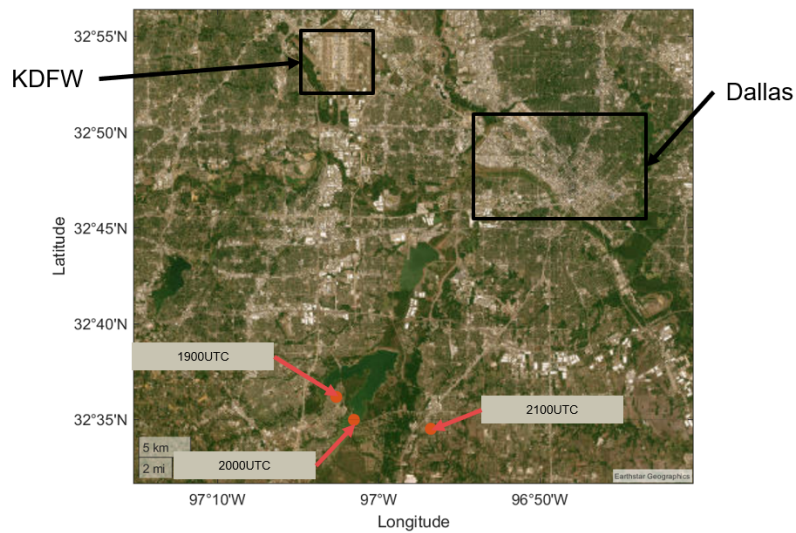 32°55'N
KDFW
Dallas
32°50'N
32°45'N
Latitude
32°40'N
1900UTC
32°35'N
2100UTC
5 km
2 mi
2000UTC
Earthstar Geographics
97°10'W
97°W
96°50'W
Longitude